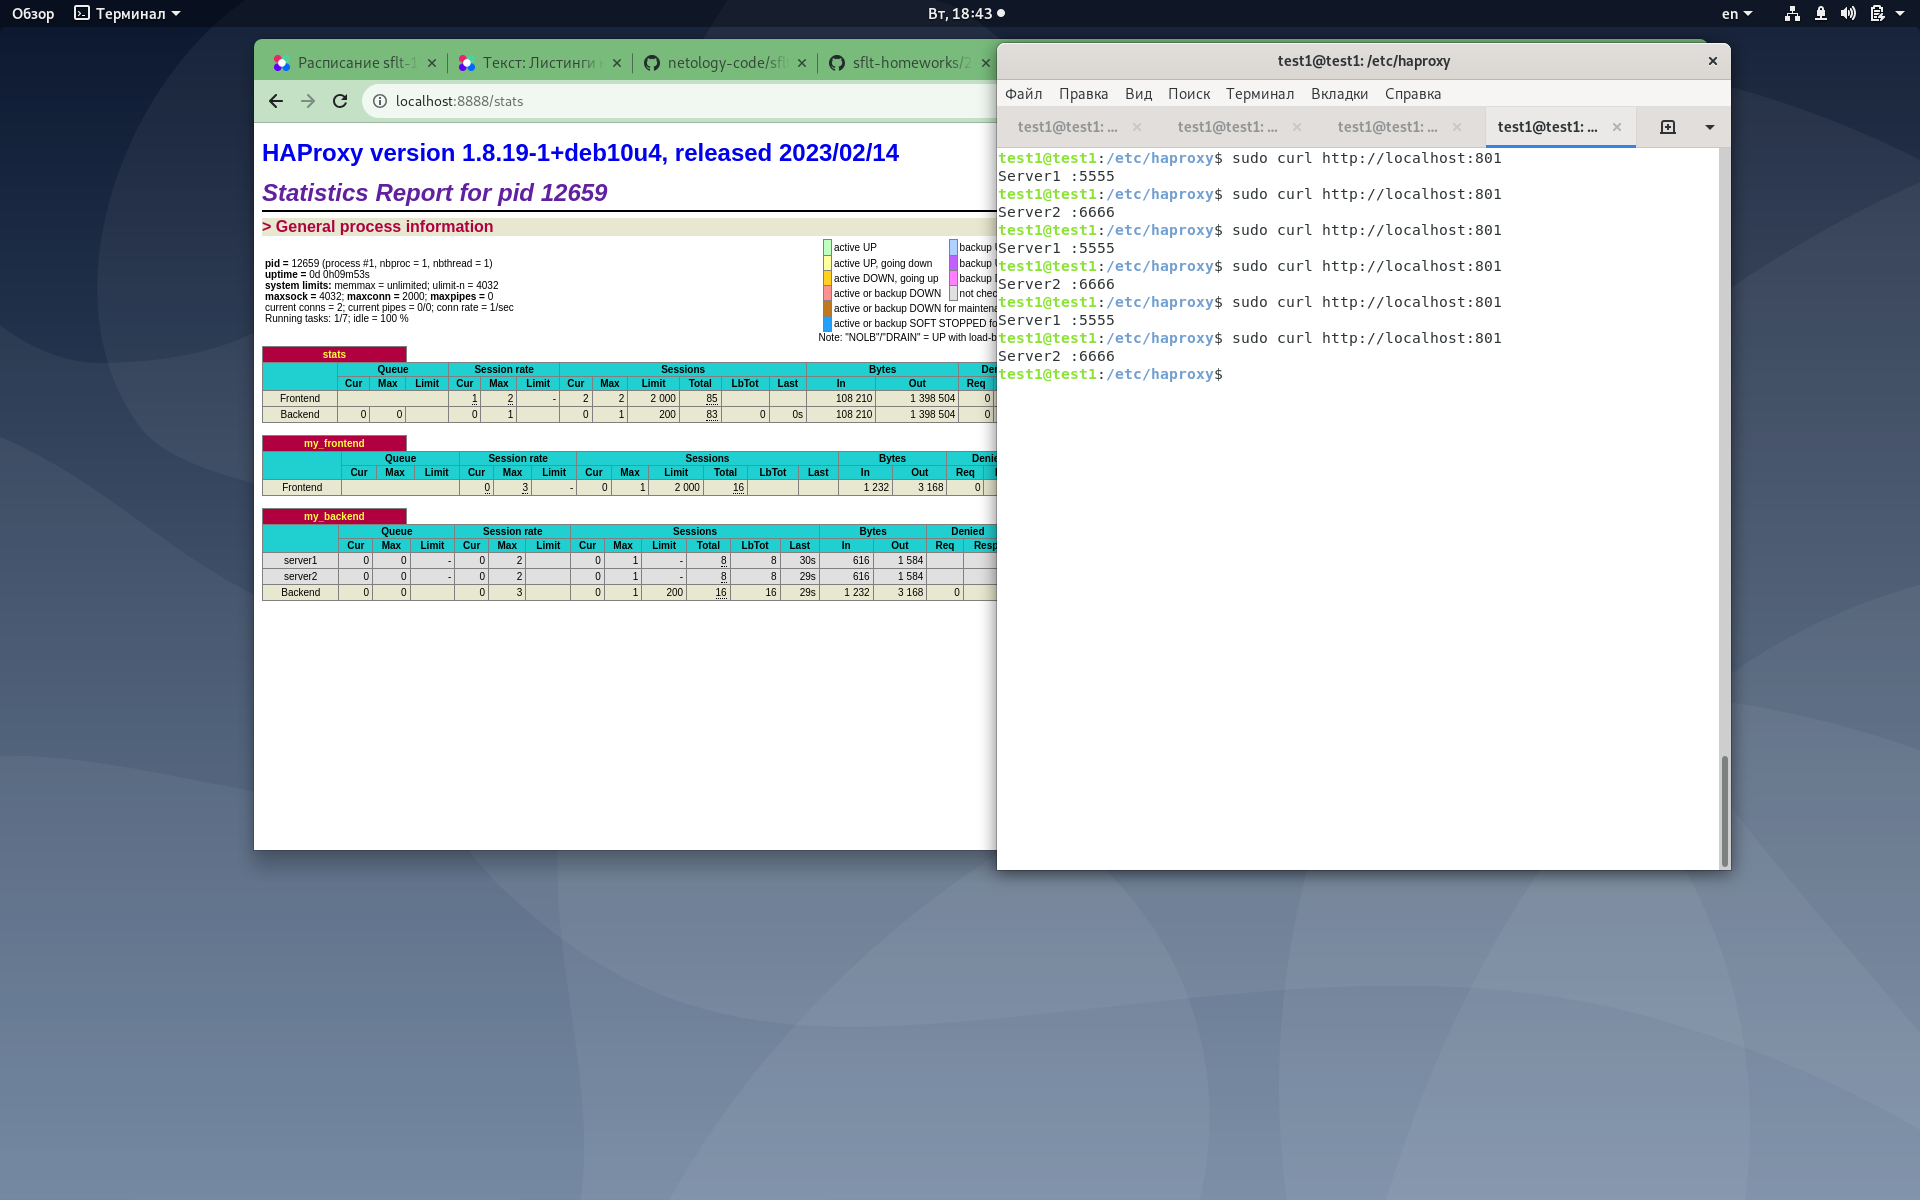 Обзор Терминал Вт, 18:43 en
Расписание sflt-1 Текст: Листинги netology-code/sfl sflt-homeworks/2
localhost:8888/stats
HAProxy version 1.8.19-1+deb10u4, released 2023/02/14
Statistics Report for pid 12659
> General process information
pid = 12659 (process #1, nbproc = 1, nbthread = 1)
uptime = 0d 0h09m53s
system limits: memmax = unlimited; ulimit-n = 4032
maxsock = 4032; maxconn = 2000; maxpipes = 0
current conns = 2; current pipes = 0/0; conn rate = 1/sec
Running tasks: 1/7; idle = 100 %
active UP backup
active UP, going down backup
active DOWN, going up backup
active or backup DOWN not chec
active or backup DOWN for maintena
active or backup SOFT STOPPED fo
Note: "NOLB"/"DRAIN" = UP with load-b
stats
Queue Session rate Sessions Bytes Den
Cur Max Limit Cur Max Limit Cur Max Limit Total LbTot Last In Out Req
Frontend 1 2 - 2 2 2 000 85 108 210 1 398 504 0
Backend 0 0 0 1 0 1 200 83 0 0s 108 210 1 398 504 0
my_frontend
Queue Session rate Sessions Bytes Denie
Cur Max Limit Cur Max Limit Cur Max Limit Total LbTot Last In Out Req
Frontend 0 3 - 0 1 2 000 16 1 232 3 168 0
my_backend
Queue Session rate Sessions Bytes Denied
Cur Max Limit Cur Max Limit Cur Max Limit Total LbTot Last In Out Req Resp
server1 0 0 - 0 2 0 1 - 8 8 30s 616 1 584
server2 0 0 - 0 2 0 1 - 8 8 29s 616 1 584
Backend 0 0 0 3 0 1 200 16 16 29s 1 232 3 168 0
test1@test1: /etc/haproxy
Файл Правка Вид Поиск Терминал Вкладки Справка
test1@test1: ... test1@test1: ... test1@test1: ... test1@test1: ...
test1@test1:/etc/haproxy$ sudo curl http://localhost:801
Server1 :5555
test1@test1:/etc/haproxy$ sudo curl http://localhost:801
Server2 :6666
test1@test1:/etc/haproxy$ sudo curl http://localhost:801
Server1 :5555
test1@test1:/etc/haproxy$ sudo curl http://localhost:801
Server2 :6666
test1@test1:/etc/haproxy$ sudo curl http://localhost:801
Server1 :5555
test1@test1:/etc/haproxy$ sudo curl http://localhost:801
Server2 :6666
test1@test1:/etc/haproxy$